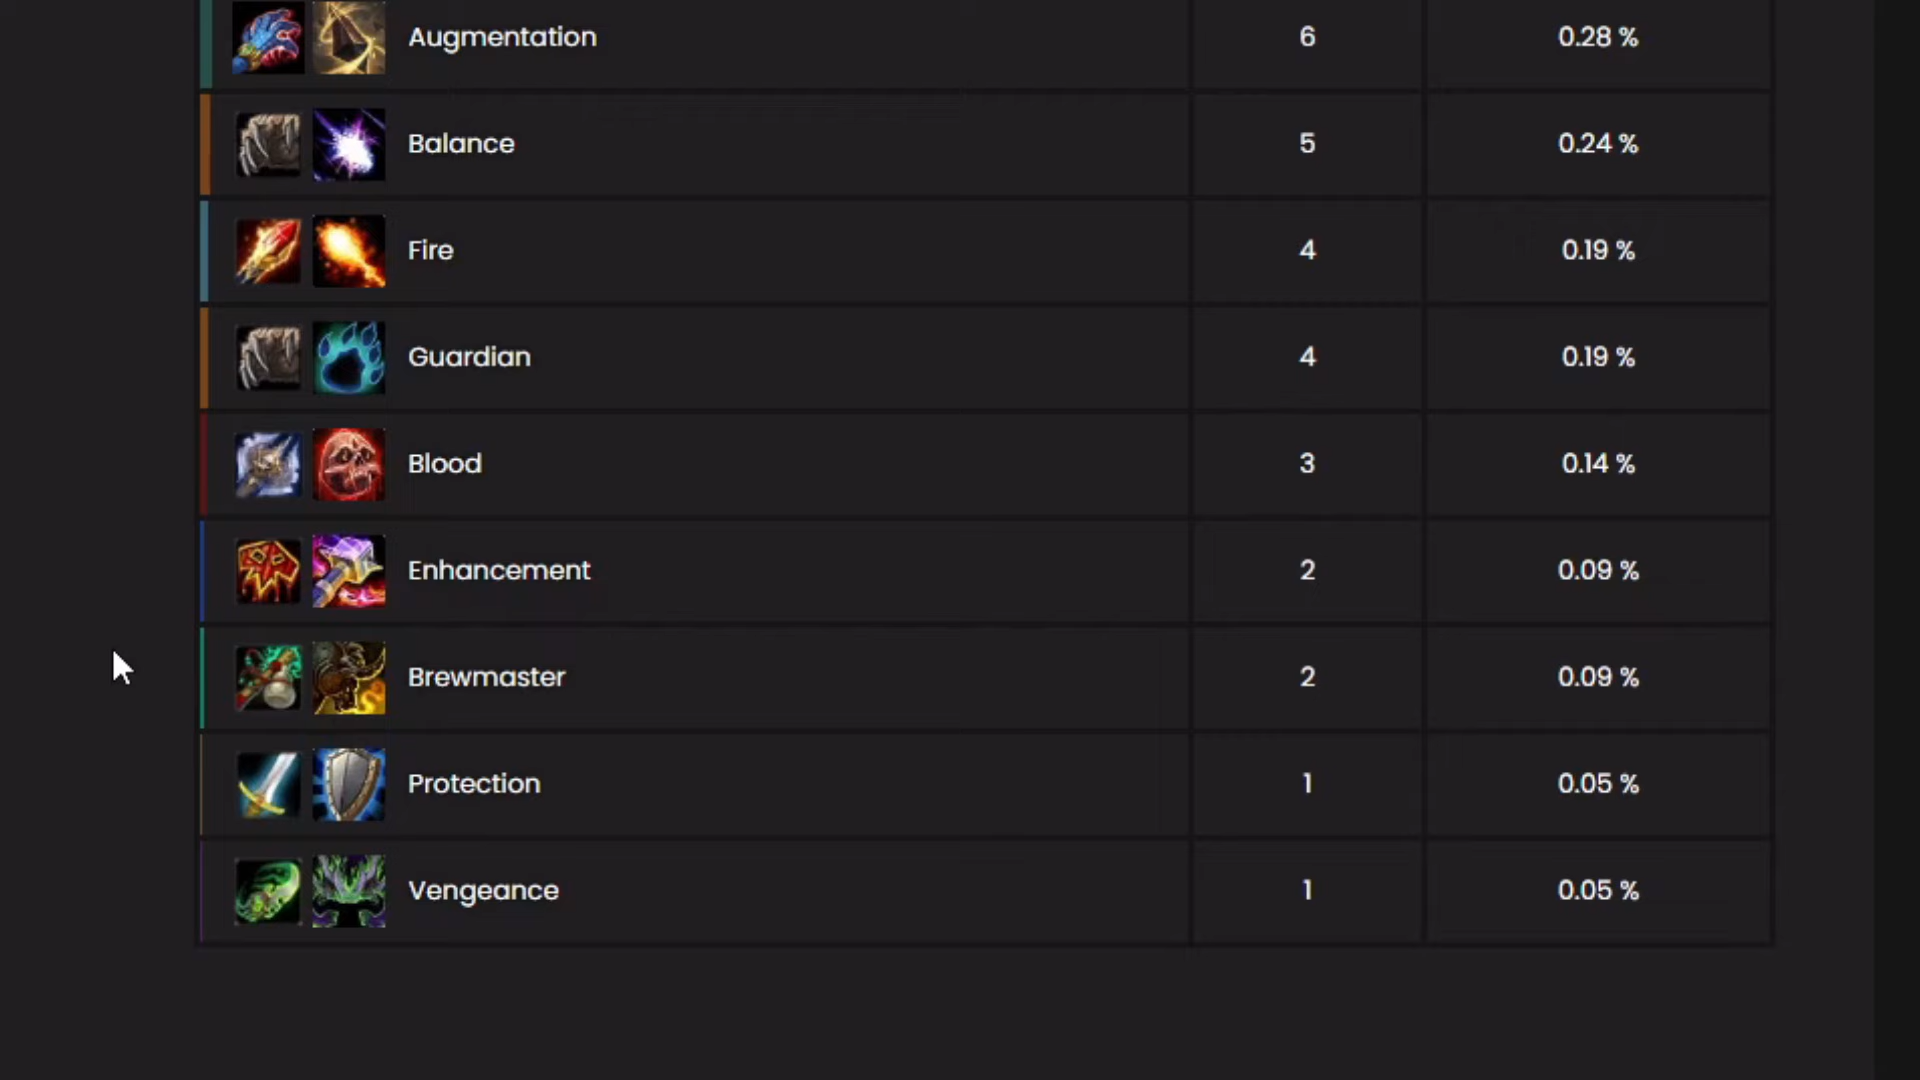 Augmentation 6 0.28 %
Balance 5 0.24 %
Fire 4 0.19 %
Guardian 4 0.19 %
Blood 3 0.14 %
Enhancement 2 0.09 %
Brewmaster 2 0.09 %
Protection 1 0.05 %
Vengeance 1 0.05 %